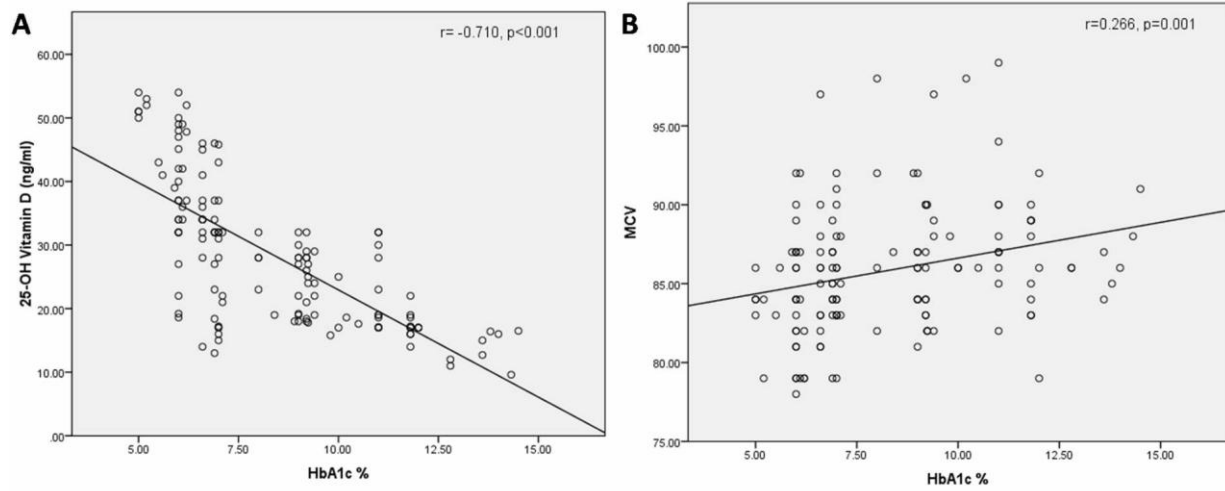 A
r= -0.710, p<0.001
60.00
50.00
40.00
30.00
20.00
10.00
.00
25-OH Vitamin D (ng/ml)
5.00 7.50 10.00 12.50 15.00
HbA1c %
B
r=0.266, p=0.001
100.00
95.00
90.00
85.00
80.00
75.00
MCV
5.00 7.50 10.00 12.50 15.00
HbA1c %